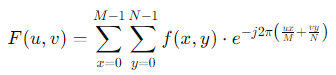 F(u, v) = \sum_{x=0}^{M-1} \sum_{y=0}^{N-1} f(x, y) \cdot e^{-j2\pi\left(\frac{ux}{M} + \frac{vy}{N}\right)}